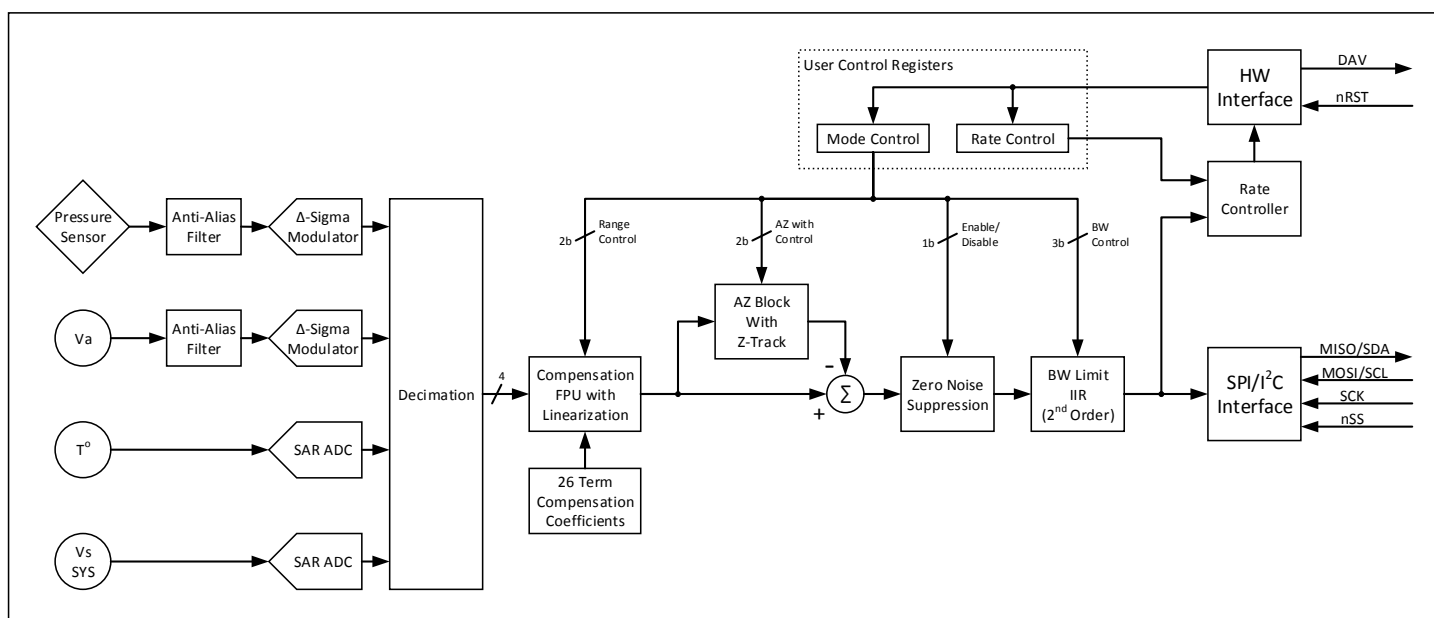 User Control Registers
Mode Control
Rate Control
HW
Interface
DAV
nRST
Rate
Controller
Pressure
Sensor
Anti-Alias
Filter
Δ-Sigma
Modulator
Va
Anti-Alias
Filter
Δ-Sigma
Modulator
T°
SAR ADC
Vs
SYS
SAR ADC
Decimation
4
2b
Range
Control
2b
AZ with
Control
1b
Enable/
Disable
3b
BW
Control
AZ Block
With
Z-Track
Compensation
FPU with
Linearization
26 Term
Compensation
Coefficients
-
+
Σ
Zero Noise
Suppression
BW Limit
IIR
(2nd Order)
SPI/I²C
Interface
MISO/SDA
MOSI/SCL
SCK
nSS